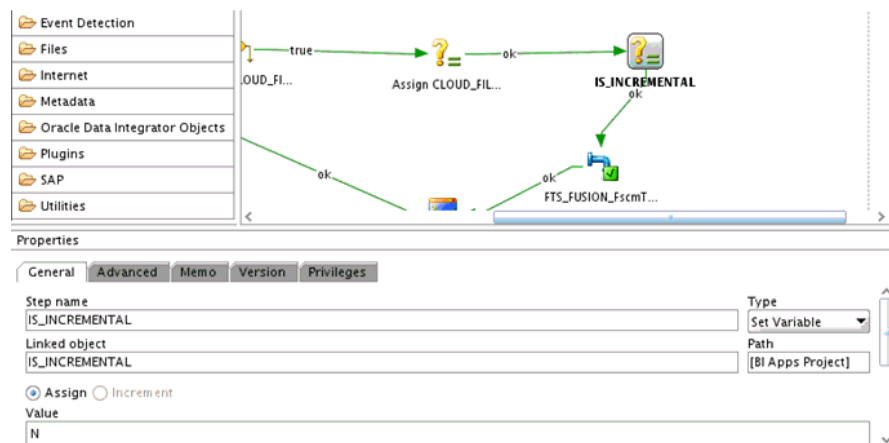 Event Detection
Files
Internet
Metadata
Oracle Data Integrator Objects
Plugins
SAP
Utilities
true
ok
OUD_FI...
Assign CLOUD_FIL...
IS_INCREMENTAL
ok
ok
ok
FTS_FUSION_FscmT...
Properties
General Advanced Memo Version Privileges
Step name Type
IS_INCREMENTAL Set Variable
Linked object Path
IS_INCREMENTAL [BI Apps Project]
Assign Increment
Value
N